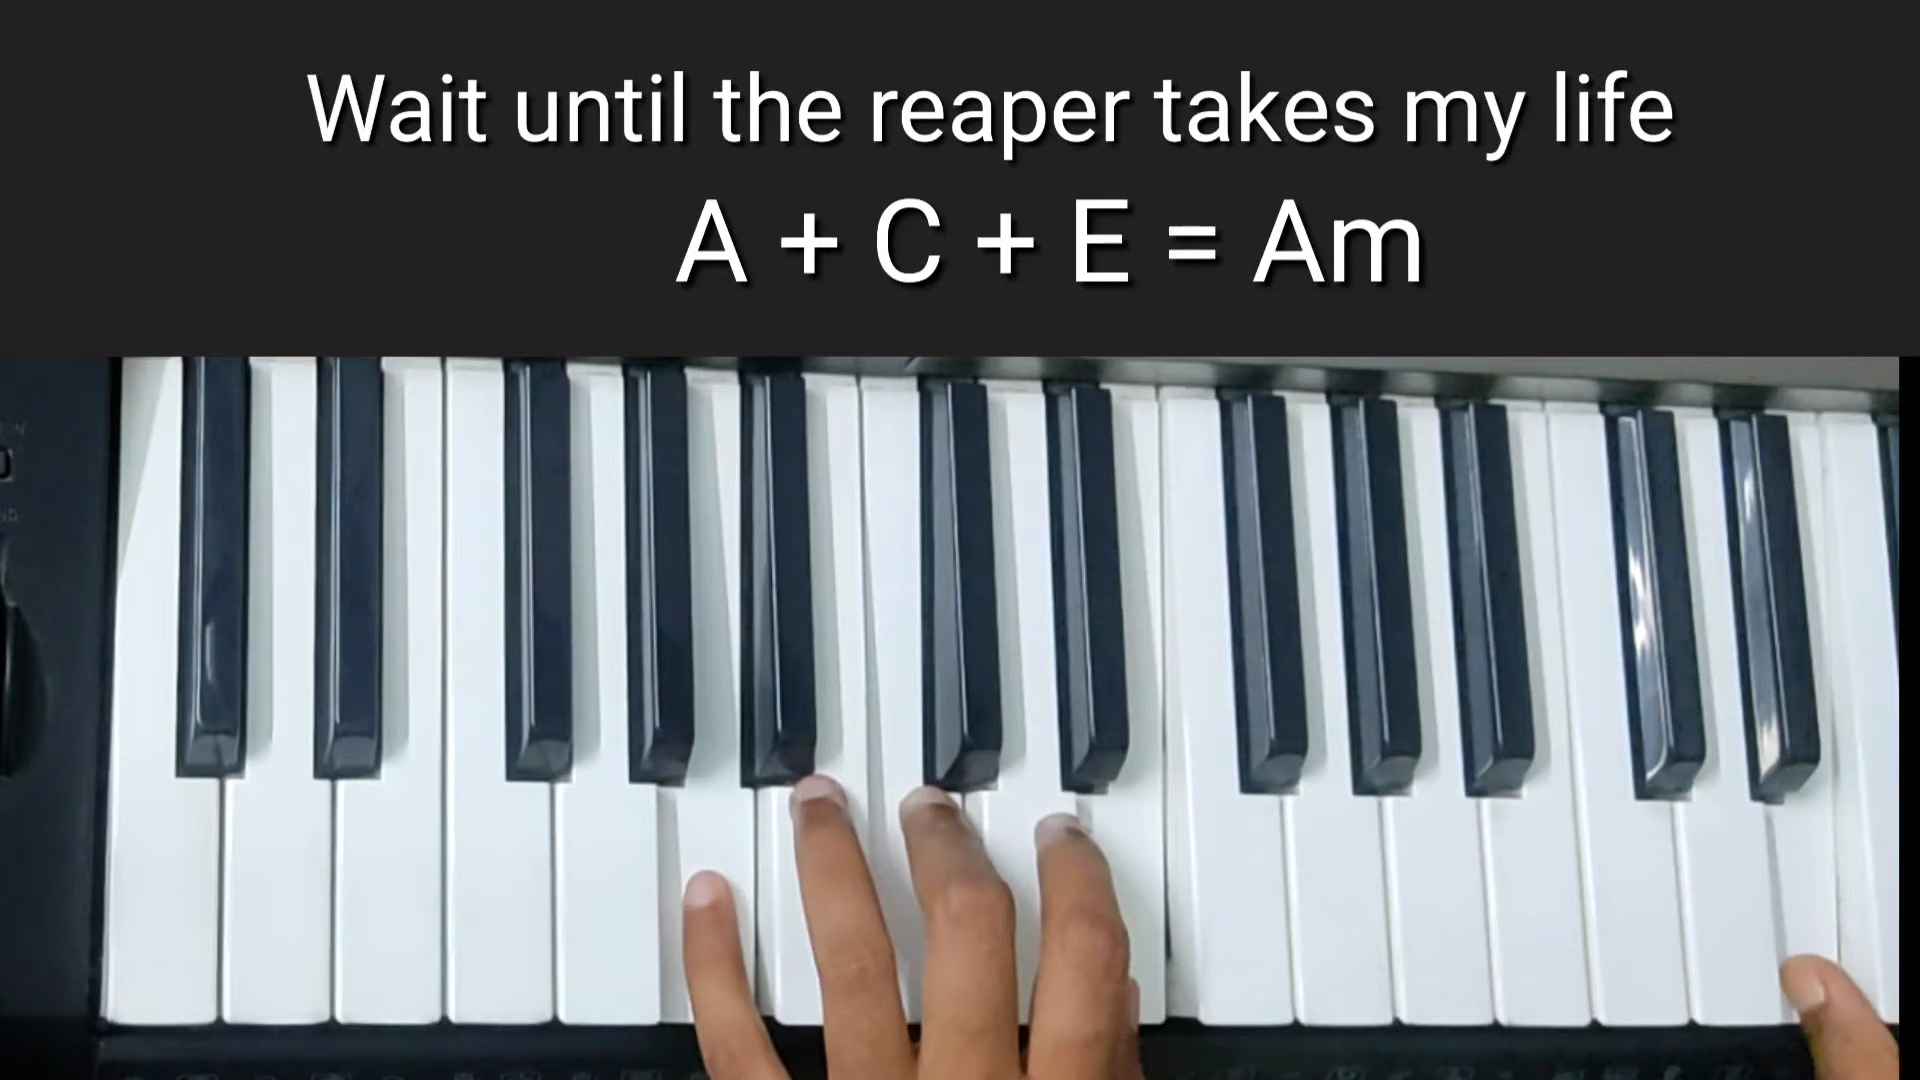 Wait until the reaper takes my life
A + C + E = Am